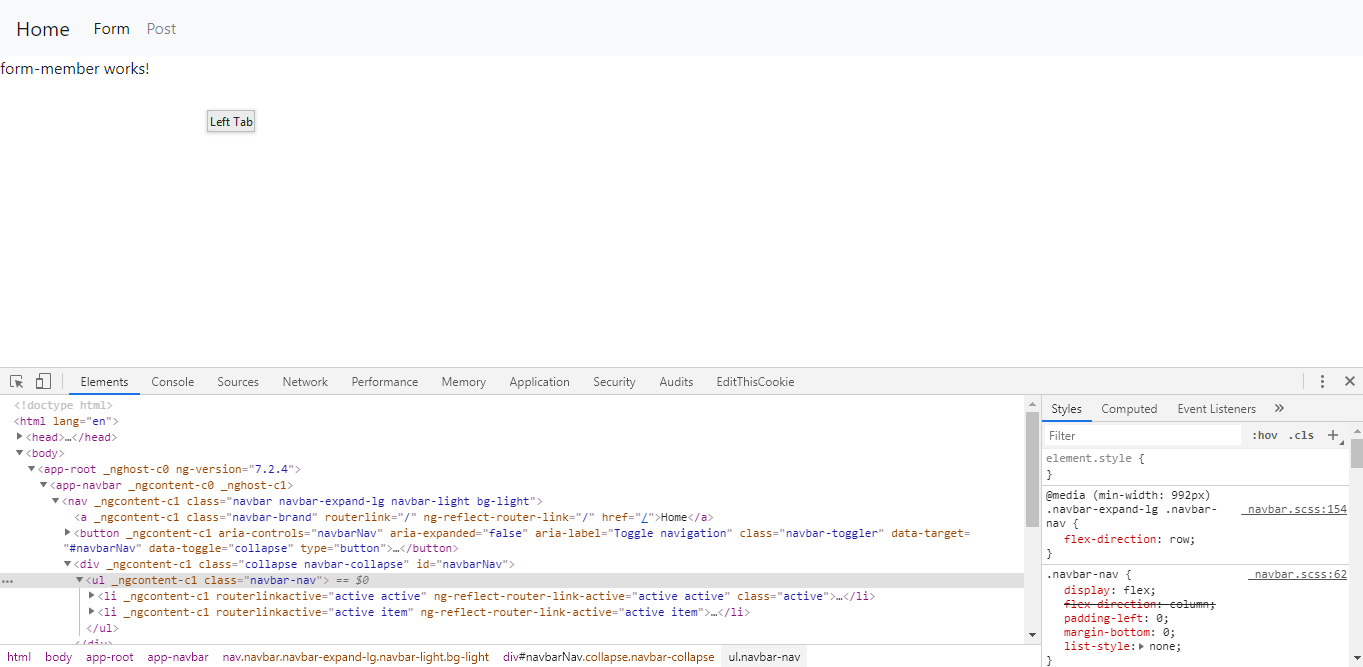 Home Form Post
form-member works!
Left Tab
Elements Console Sources Network Performance Memory Application Security Audits EditThisCookie
<!doctype html>
<html lang="en">
<head>…</head>
<body>
<app-root _nghost-c0 ng-version="7.2.4">
<app-navbar _ngcontent-c0 _nghost-c1>
<nav _ngcontent-c1 class="navbar navbar-expand-lg navbar-light bg-light">
<a _ngcontent-c1 class="navbar-brand" routerlink="/" ng-reflect-router-link="/" href="/">Home</a>
<button _ngcontent-c1 aria-controls="navbarNav" aria-expanded="false" aria-label="Toggle navigation" class="navbar-toggler" data-target=
"#navbarNav" data-toggle="collapse" type="button">…</button>
<div _ngcontent-c1 class="collapse navbar-collapse" id="navbarNav">
… <ul _ngcontent-c1 class="navbar-nav"> == $0
<li _ngcontent-c1 routerlinkactive="active active" ng-reflect-router-link-active="active active" class="active">…</li>
<li _ngcontent-c1 routerlinkactive="active item" ng-reflect-router-link-active="active item">…</li>
</ul>
</div>
html body app-root app-navbar nav.navbar.navbar-expand-lg.navbar-light.bg-light div#navbarNav.collapse.navbar-collapse ul.navbar-nav
Styles Computed Event Listeners »
Filter :hov .cls +
element.style {
}
@media (min-width: 992px)
.navbar-expand-lg .navbar- _navbar.scss:154
nav {
flex-direction: row;
}
.navbar-nav { _navbar.scss:62
display: flex;
flex-direction: column;
padding-left: 0;
margin-bottom: 0;
list-style: none;
}